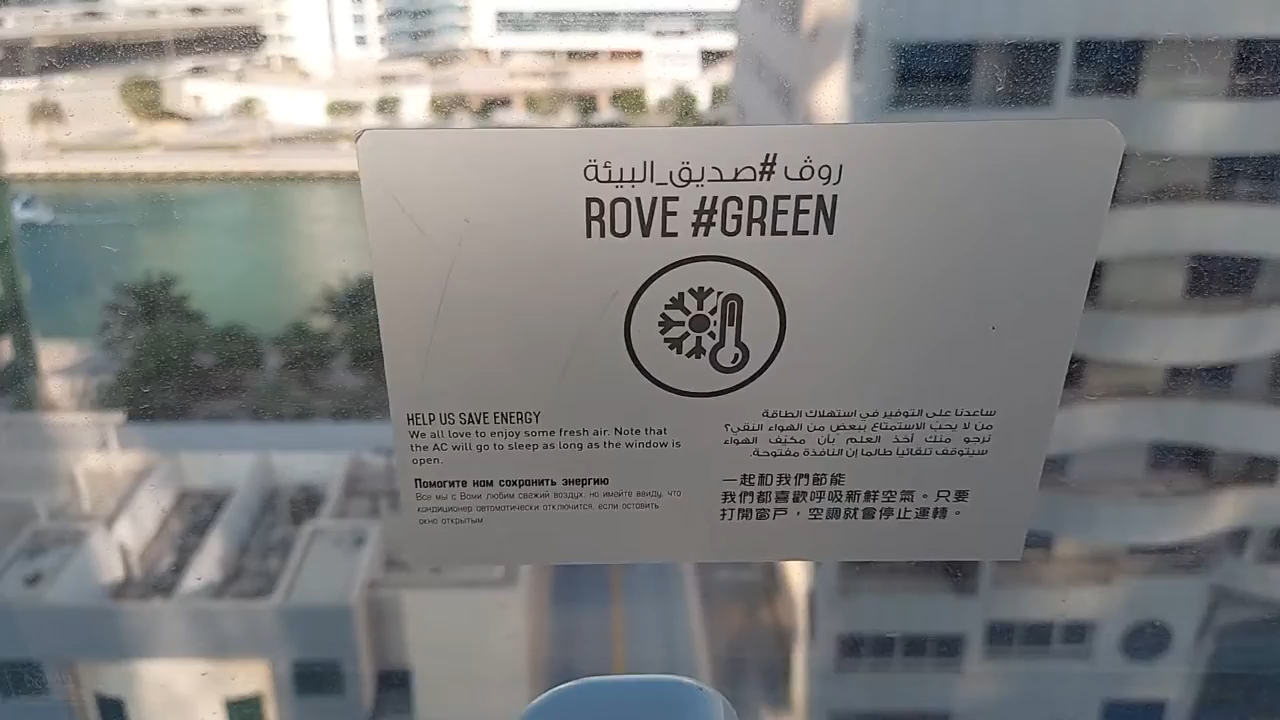 روڤ #صديق_البيئة
ROVE #GREEN
HELP US SAVE ENERGY
We all love to enjoy some fresh air. Note that
the AC will go to sleep as long as the window is
open.
Помогите нам сохранить энергию
Все мы с Вами любим свежий воздух, но имейте ввиду, что
кондиционер автоматически отключится, если оставить
окно открытым
ساعدنا على التوفير في استهلاك الطاقة
من لا يحبّ الاستمتاع ببعض من الهواء النقي؟
نرجو منك أخذ العلم بأن مكيّف الهواء
سيتوقف تلقائيا طالما إن النافذة مفتوحة.
一起和我們節能
我們都喜歡呼吸新鮮空氣。只要
打開窗戶，空調就會停止運轉。